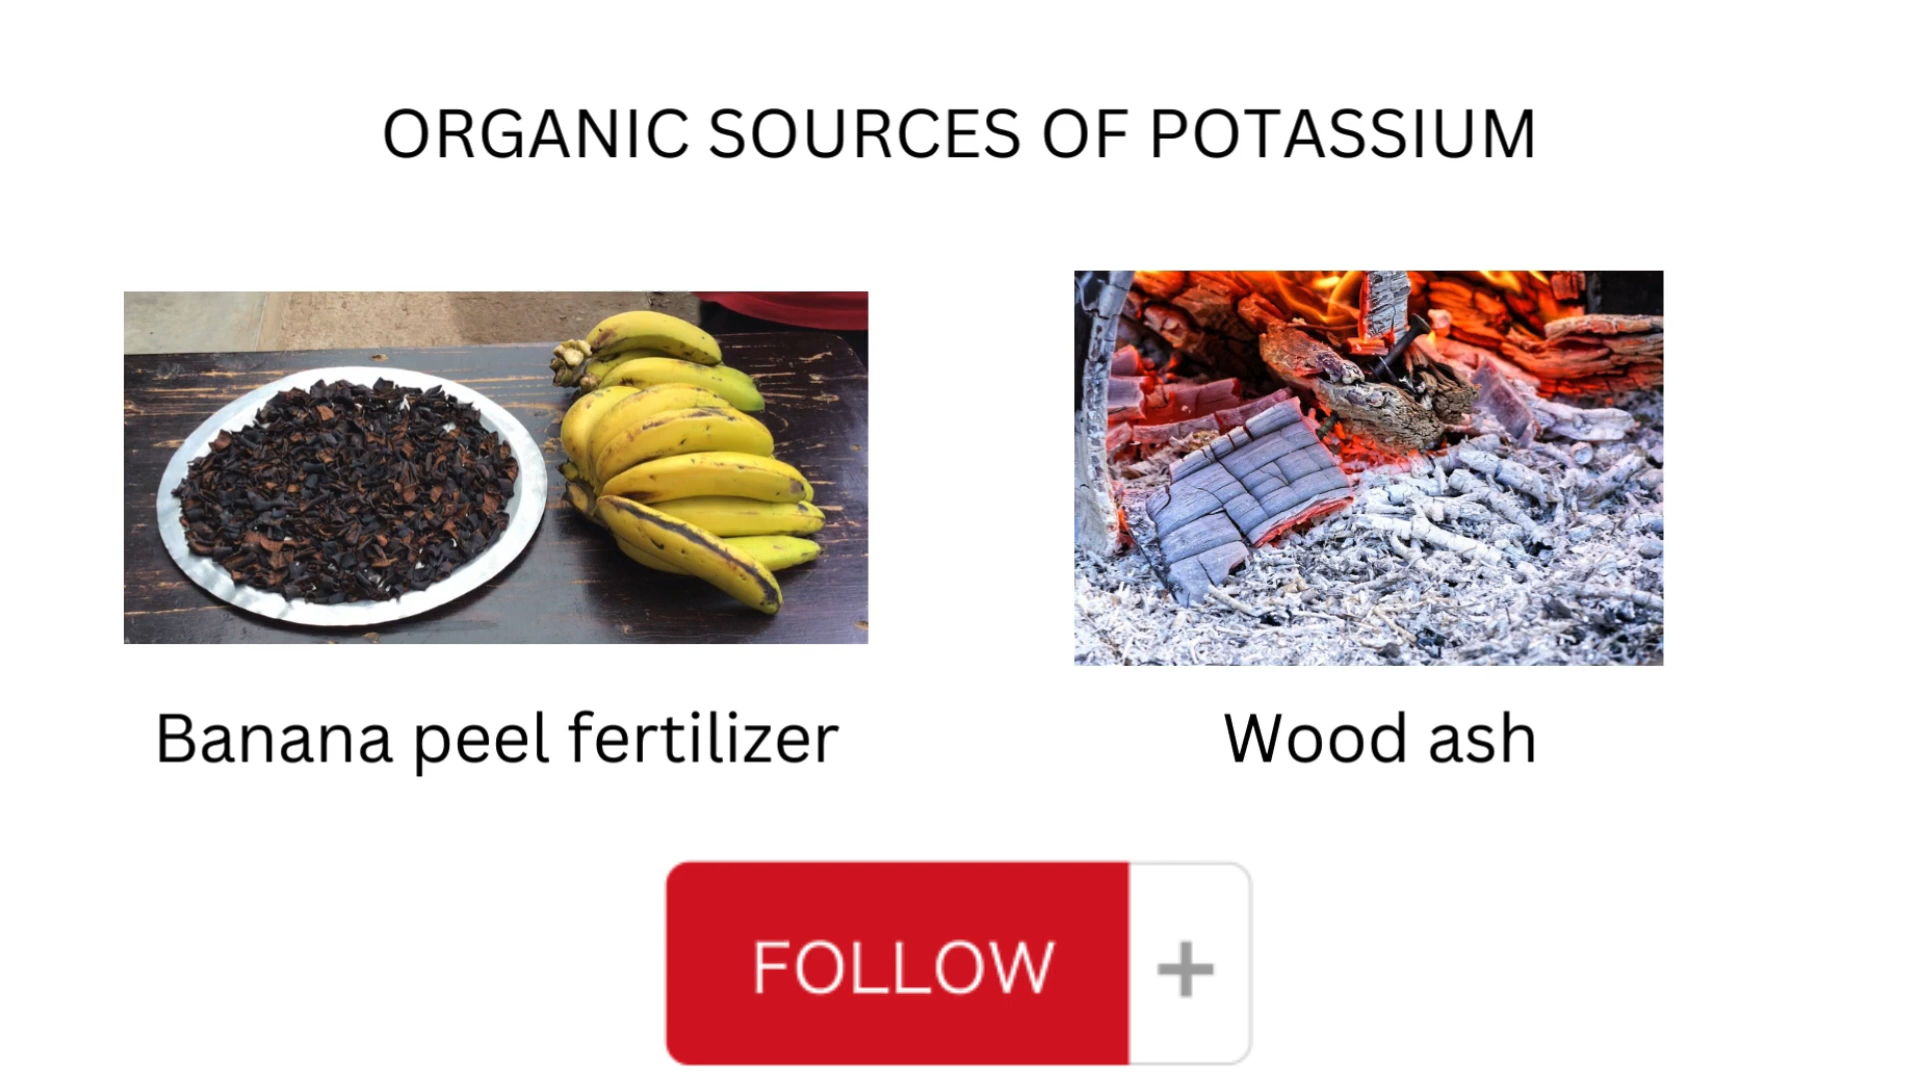 ORGANIC SOURCES OF POTASSIUM
Banana peel fertilizer
Wood ash
FOLLOW +